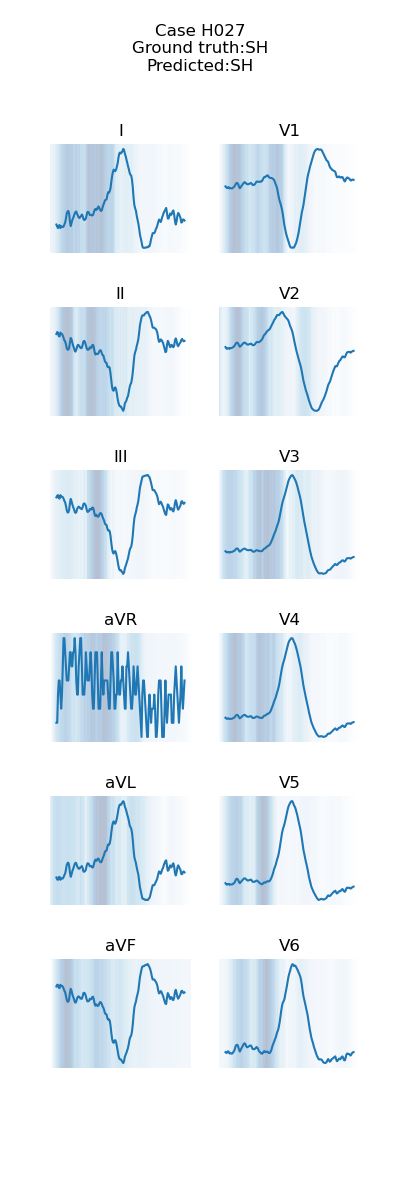 Case H027
Ground truth:SH
Predicted:SH
I
V1
II
V2
III
V3
aVR
V4
aVL
V5
aVF
V6